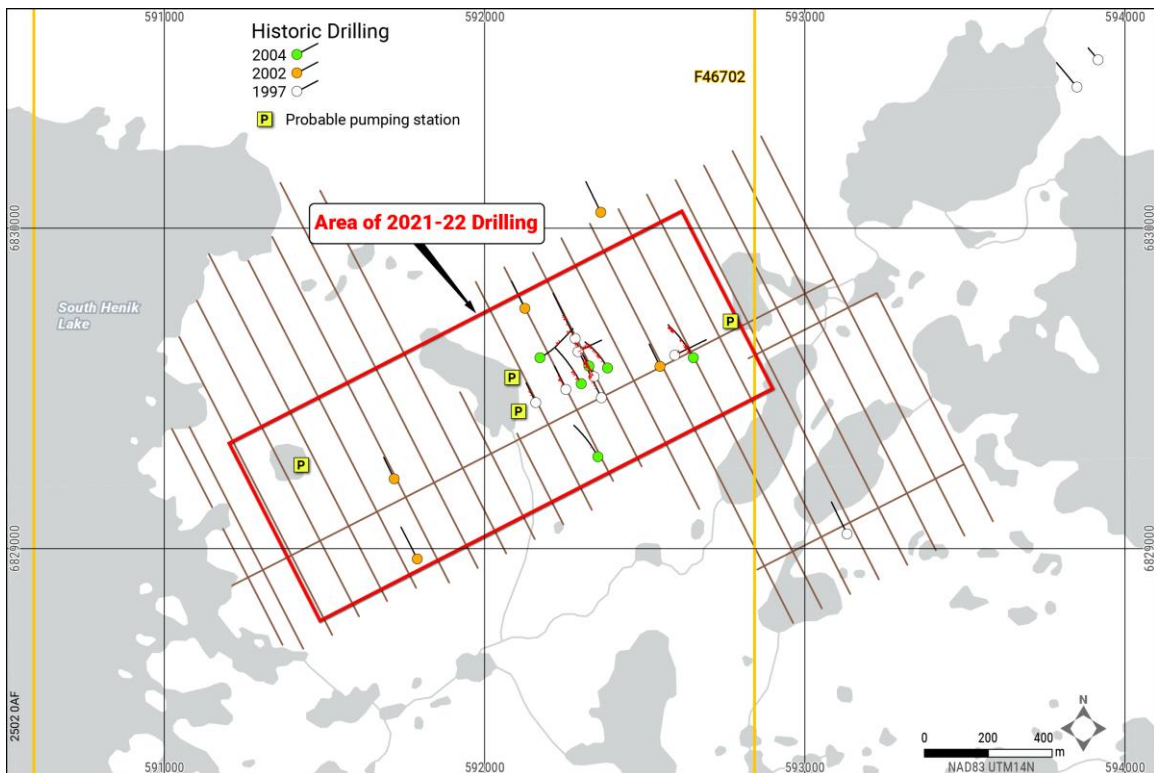 591000
592000
593000
594000
Historic Drilling
2004
2002
1997
P Probable pumping station
F46702
6830000
Area of 2021-22 Drilling
6830000
South Henik
Lake
P
P
P
P
6829000
6829000
2502 0AF
N
0 200 400
m
NAD83 UTM14N
591000
592000
593000
594000